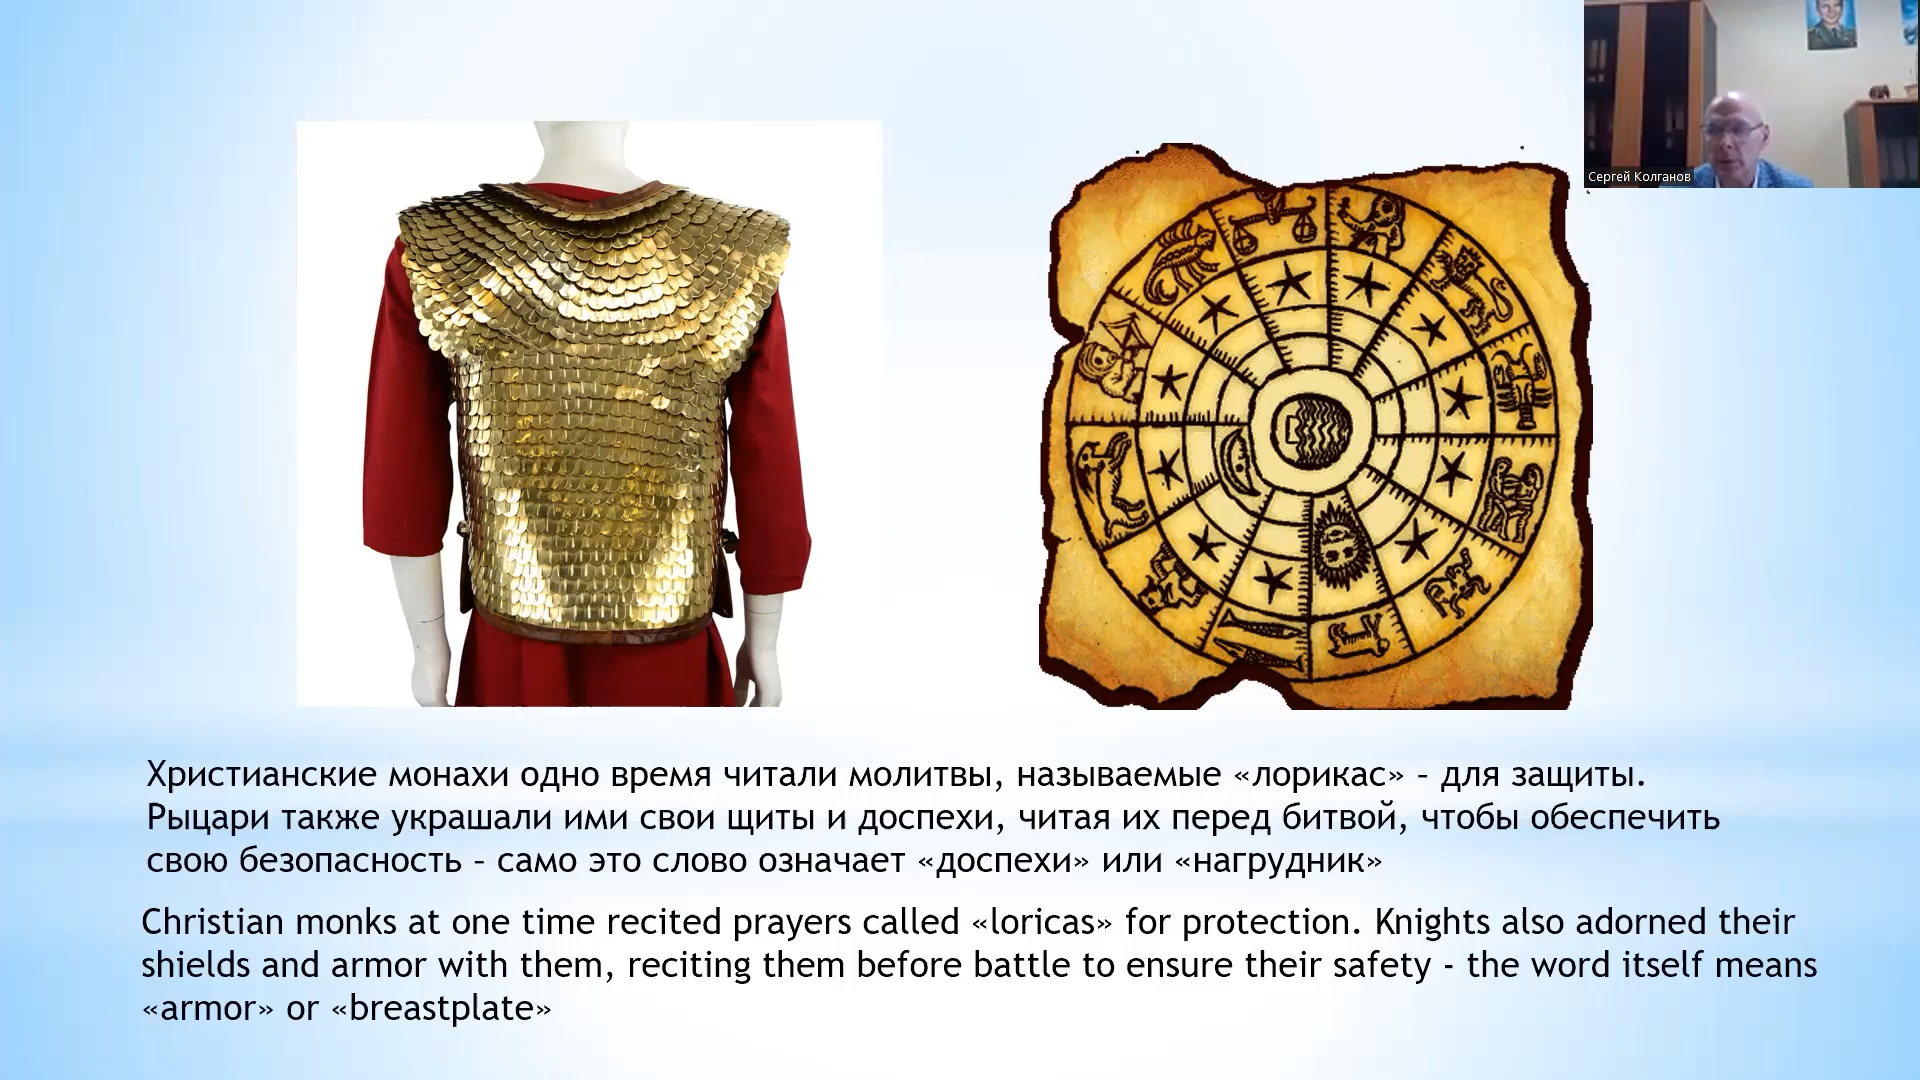 Сергей Колганов
Христианские монахи одно время читали молитвы, называемые «лорикас» – для защиты.
Рыцари также украшали ими свои щиты и доспехи, читая их перед битвой, чтобы обеспечить
свою безопасность – само это слово означает «доспехи» или «нагрудник»
Christian monks at one time recited prayers called «loricas» for protection. Knights also adorned their
shields and armor with them, reciting them before battle to ensure their safety - the word itself means
«armor» or «breastplate»